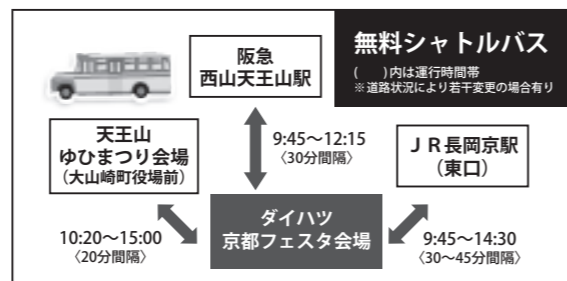 阪急
西山天王山駅
無料シャトルバス
(　　)内は運行時間帯
※道路状況により若干変更の場合有り
天王山
ゆひまつり会場
（大山崎町役場前）
9:45～12:15
〈30分間隔〉
ＪＲ長岡京駅
（東口）
ダイハツ
京都フェスタ会場
10:20～15:00
〈20分間隔〉
9:45～14:30
〈30～45分間隔〉